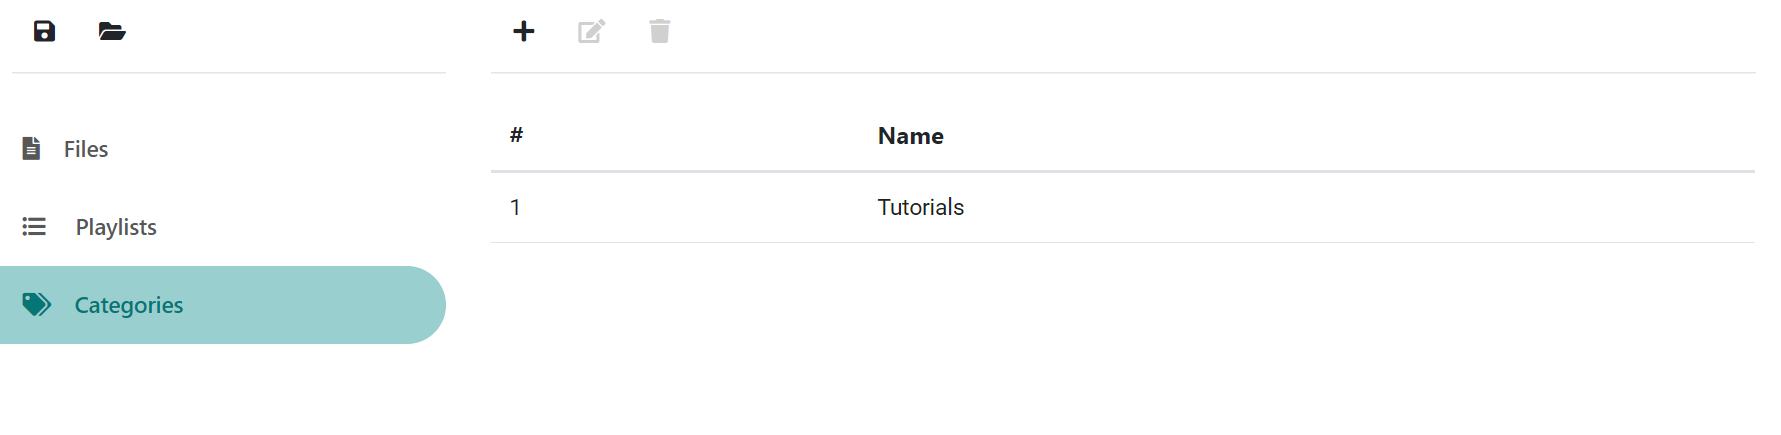 Files
Playlists
Categories
# Name
1 Tutorials